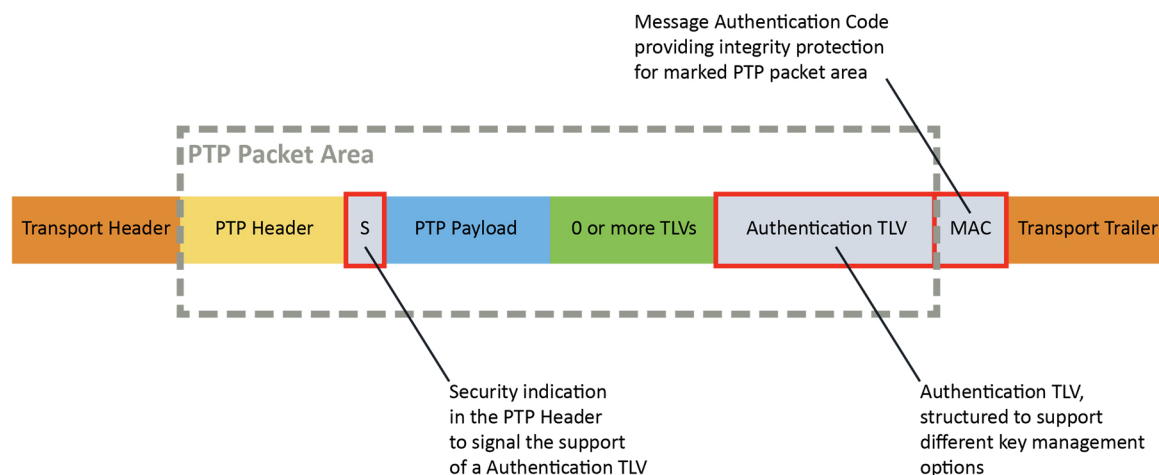 Message Authentication Code
providing integrity protection
for marked PTP packet area
PTP Packet Area
Transport Header
PTP Header
S
PTP Payload
0 or more TLVs
Authentication TLV
MAC
Transport Trailer
Security indication
in the PTP Header
to signal the support
of a Authentication TLV
Authentication TLV,
structured to support
different key management
options